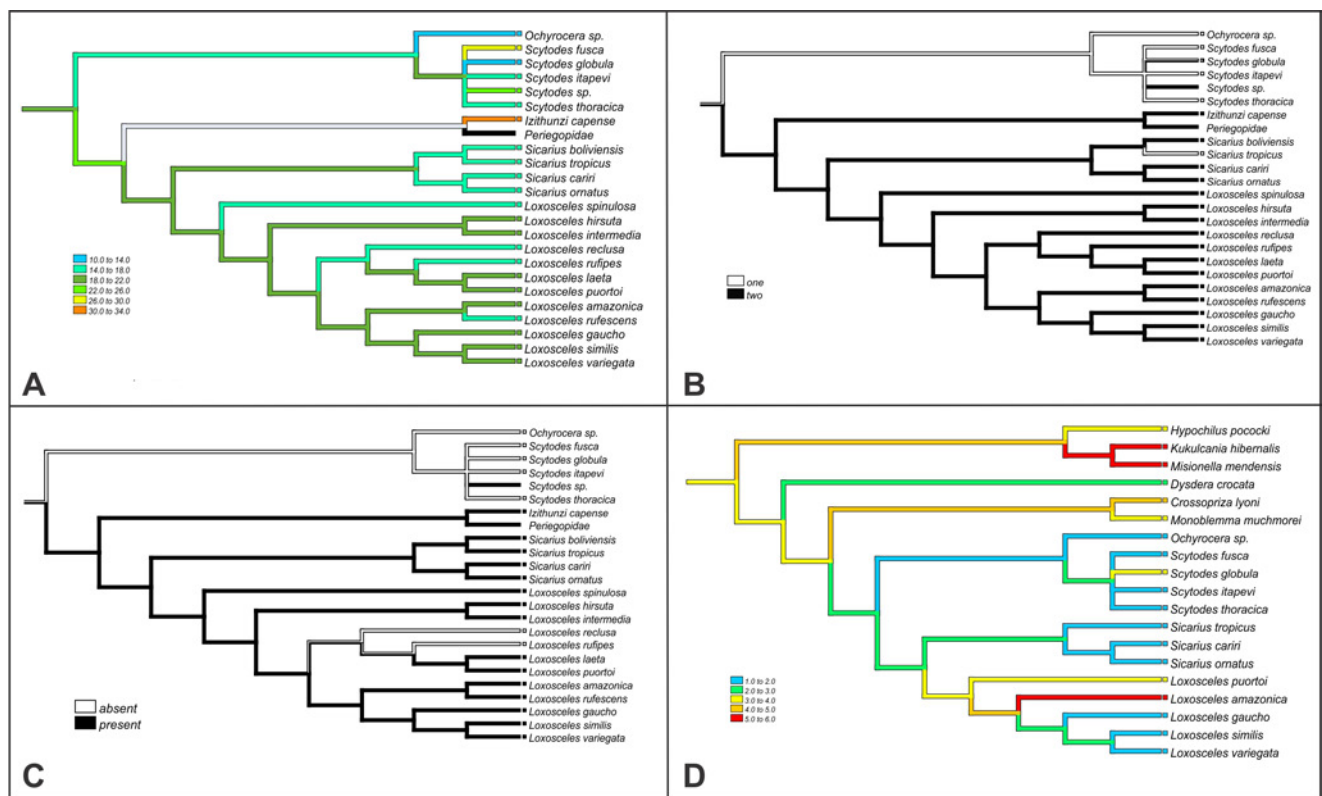 Ochyrocera sp.
Scytodes fusca
Scytodes globula
Scytodes itapevi
Scytodes sp.
Scytodes thoracica
Izithunzi capense
Periegopidae
Sicarius boliviensis
Sicarius tropicus
Sicarius cariri
Sicarius ornatus
Loxosceles spinulosa
Loxosceles hirsuta
Loxosceles intermedia
Loxosceles reclusa
Loxosceles rufipes
Loxosceles laeta
Loxosceles puortoi
Loxosceles amazonica
Loxosceles rufescens
Loxosceles gaucho
Loxosceles similis
Loxosceles variegata
10.0 to 14.0
14.0 to 18.0
18.0 to 22.0
22.0 to 26.0
26.0 to 30.0
30.0 to 34.0
A
Ochyrocera sp.
Scytodes fusca
Scytodes globula
Scytodes itapevi
Scytodes sp.
Scytodes thoracica
Izithunzi capense
Periegopidae
Sicarius boliviensis
Sicarius tropicus
Sicarius cariri
Sicarius ornatus
Loxosceles spinulosa
Loxosceles hirsuta
Loxosceles intermedia
Loxosceles reclusa
Loxosceles rufipes
Loxosceles laeta
Loxosceles puortoi
Loxosceles amazonica
Loxosceles rufescens
Loxosceles gaucho
Loxosceles similis
Loxosceles variegata
one
two
B
Ochyrocera sp.
Scytodes fusca
Scytodes globula
Scytodes itapevi
Scytodes sp.
Scytodes thoracica
Izithunzi capense
Periegopidae
Sicarius boliviensis
Sicarius tropicus
Sicarius cariri
Sicarius ornatus
Loxosceles spinulosa
Loxosceles hirsuta
Loxosceles intermedia
Loxosceles reclusa
Loxosceles rufipes
Loxosceles laeta
Loxosceles puortoi
Loxosceles amazonica
Loxosceles rufescens
Loxosceles gaucho
Loxosceles similis
Loxosceles variegata
absent
present
C
Hypochilus pococki
Kukulcania hibernalis
Misionella mendensis
Dysdera crocata
Crossopriza lyoni
Monoblemma muchmorei
Ochyrocera sp.
Scytodes fusca
Scytodes globula
Scytodes itapevi
Scytodes thoracica
Sicarius tropicus
Sicarius cariri
Sicarius ornatus
Loxosceles puortoi
Loxosceles amazonica
Loxosceles gaucho
Loxosceles similis
Loxosceles variegata
1.0 to 2.0
2.0 to 3.0
3.0 to 4.0
4.0 to 5.0
5.0 to 6.0
D